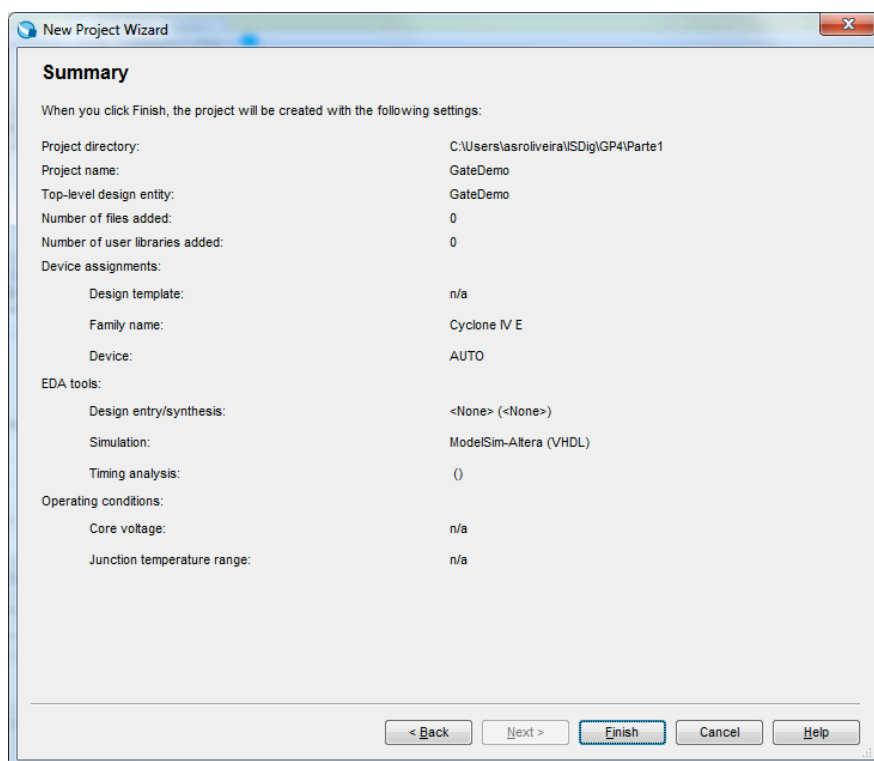 New Project Wizard
Summary
When you click Finish, the project will be created with the following settings:
Project directory: C:\Users\asroliveira\ISDig\GP4\Parte1
Project name: GateDemo
Top-level design entity: GateDemo
Number of files added: 0
Number of user libraries added: 0
Device assignments:
Design template: n/a
Family name: Cyclone IV E
Device: AUTO
EDA tools:
Design entry/synthesis: <None> (<None>)
Simulation: ModelSim-Altera (VHDL)
Timing analysis: ()
Operating conditions:
Core voltage: n/a
Junction temperature range: n/a
< Back Next > Finish Cancel Help